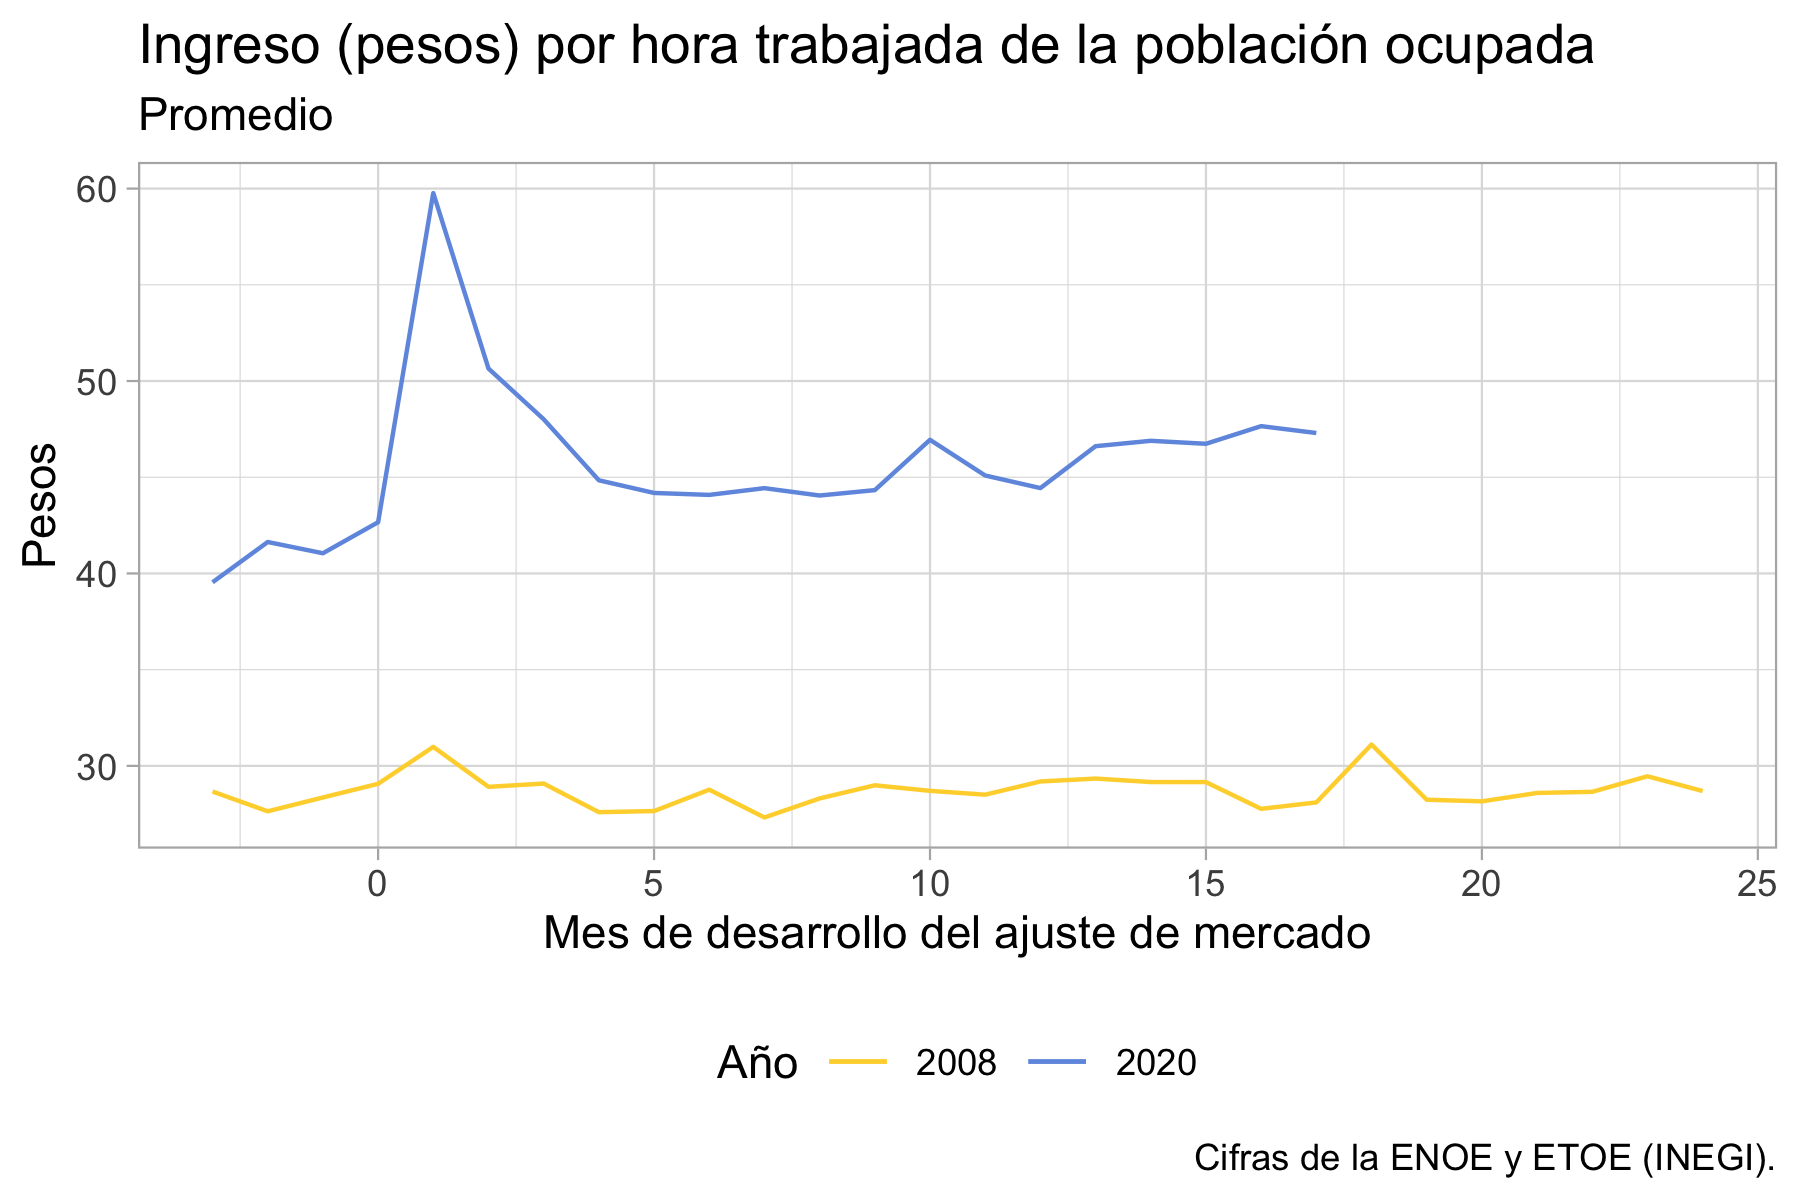 Ingreso (pesos) por hora trabajada de la población ocupada
Promedio
60
50
40
30
Pesos
0 5 10 15 20 25
Mes de desarrollo del ajuste de mercado
Año 2008 2020
Cifras de la ENOE y ETOE (INEGI).